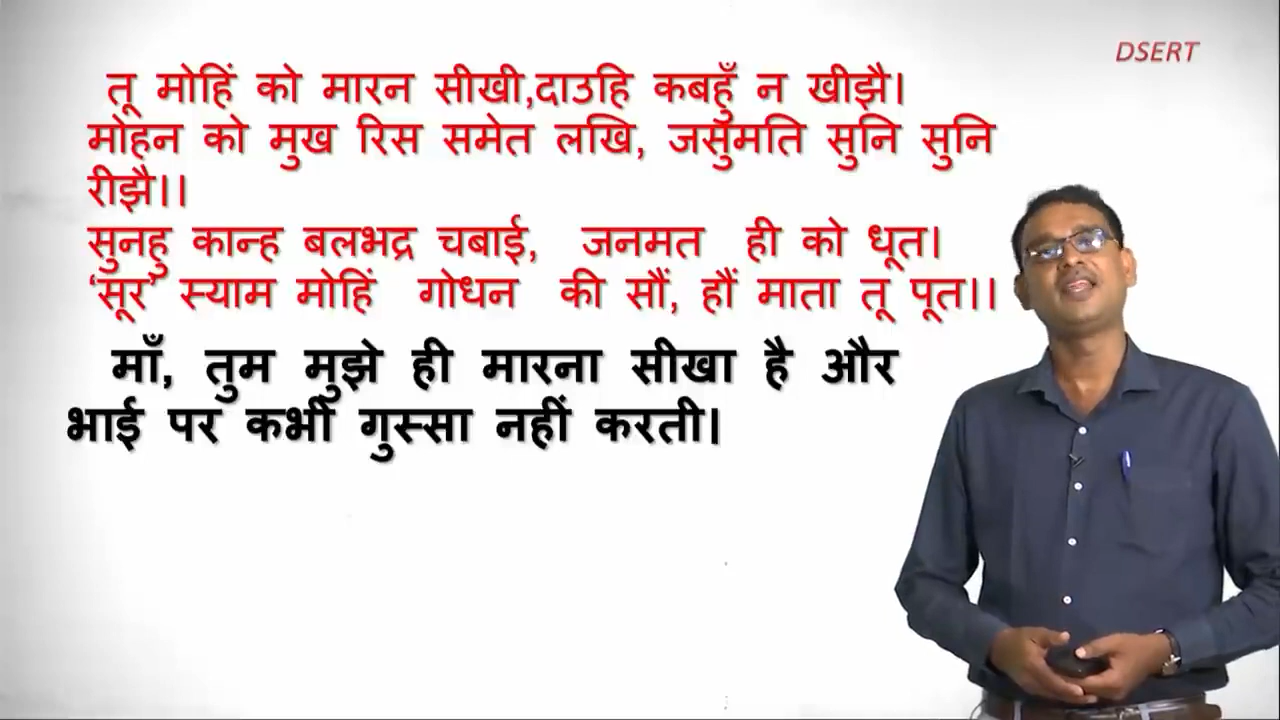 DSERT
तू मोहिं को मारन सीखी,दाउहि कबहुँ न खीझै।
मोहन को मुख रिस समेत लखि, जसुमति सुनि सुनि
रीझै।।
सुनहु कान्ह बलभद्र चबाई, जनमत ही को धूत।
‘सूर’ स्याम मोहिं गोधन की सौं, हौं माता तू पूत।।
माँ, तुम मुझे ही मारना सीखा है और
भाई पर कभी गुस्सा नहीं करती।